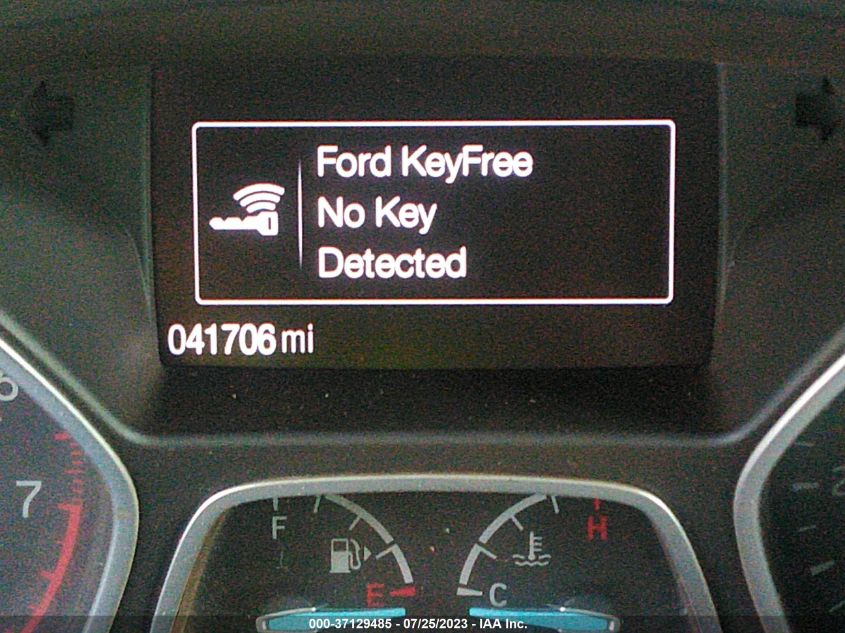 Ford KeyFree
No Key
Detected
041706 mi
7
F
H
E
C
000-37129485 - 07/25/2023 - IAA Inc.